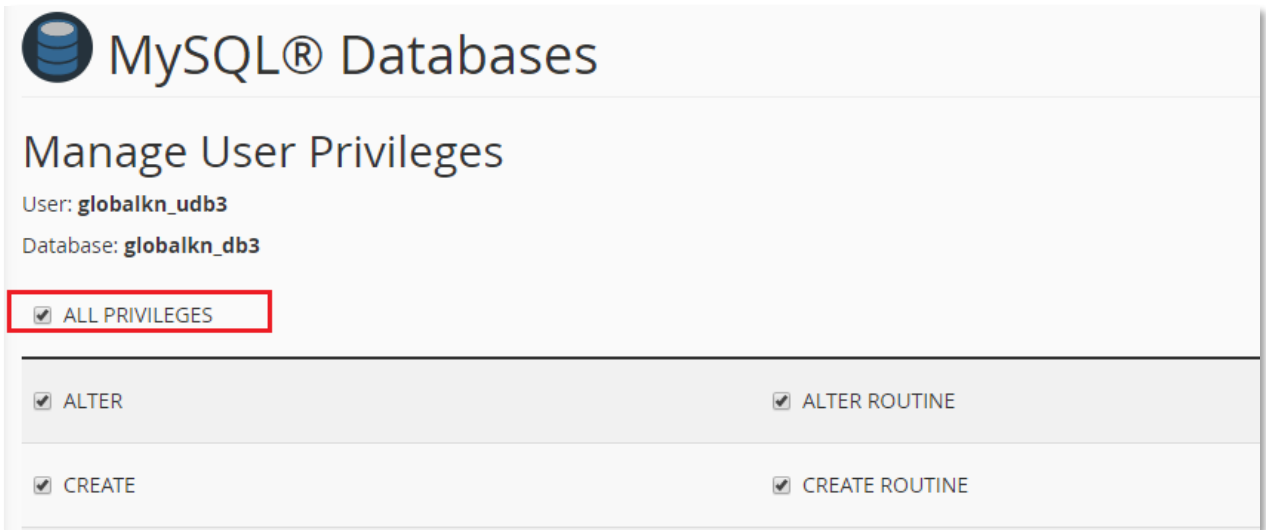 MySQL® Databases
Manage User Privileges
User: globalkn_udb3
Database: globalkn_db3
ALL PRIVILEGES
ALTER
ALTER ROUTINE
CREATE
CREATE ROUTINE